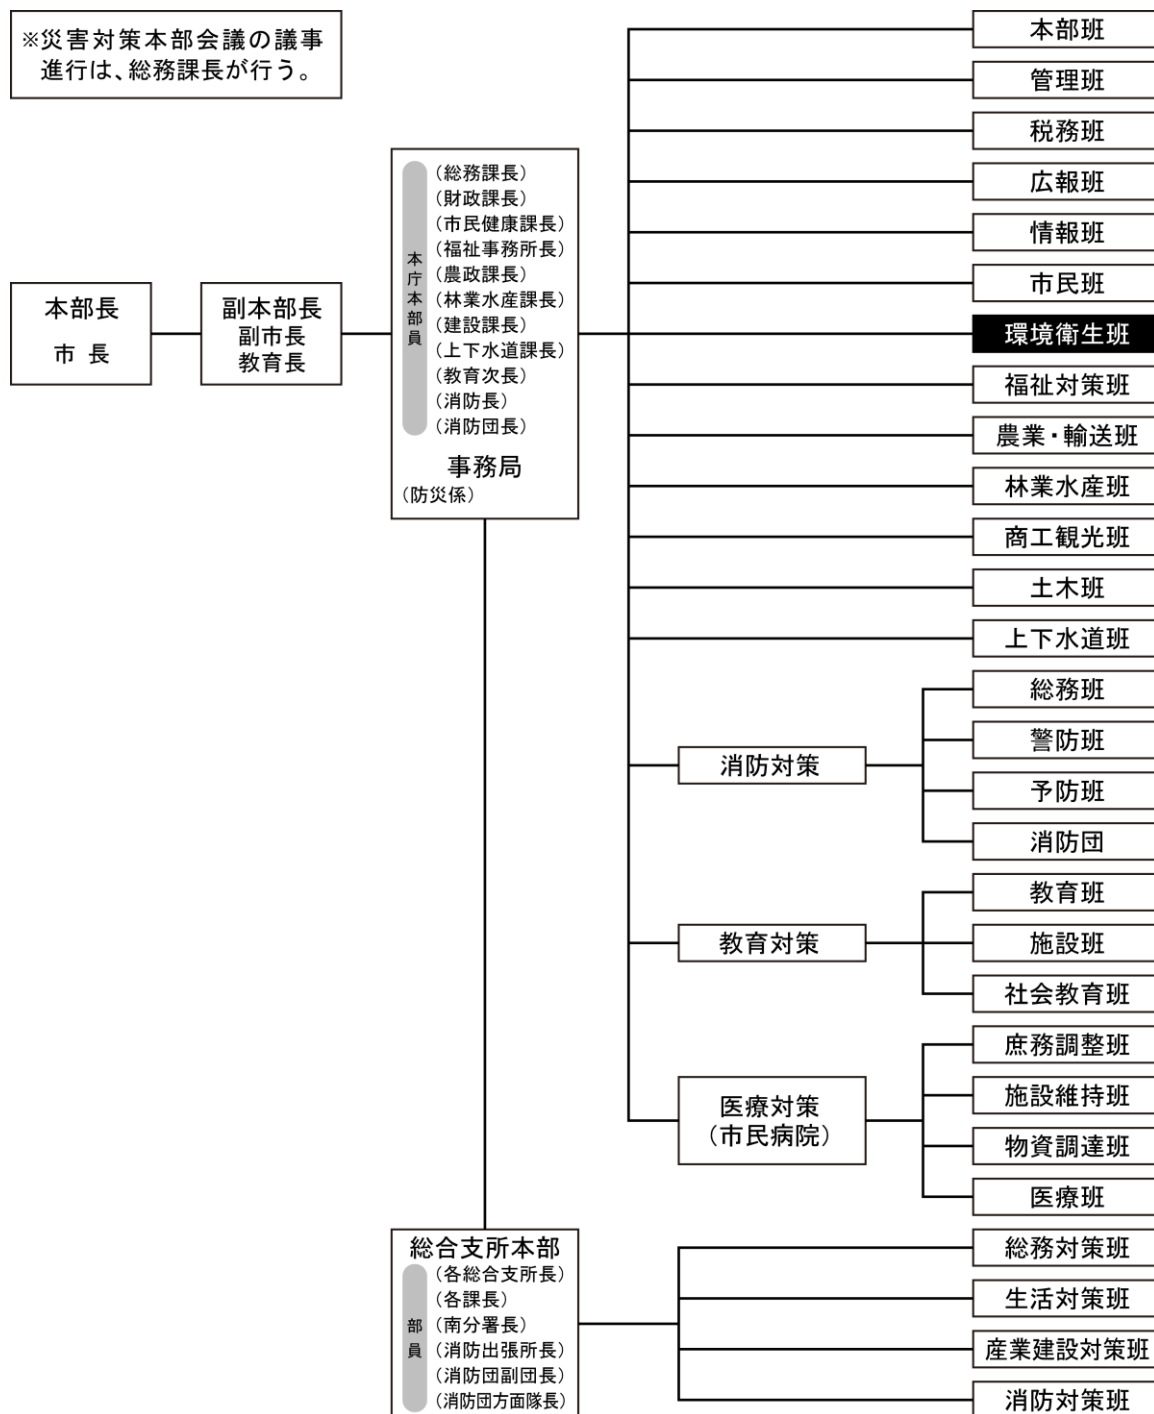 ※災害対策本部会議の議事
進行は、総務課長が行う。
本部長
市 長
副本部長
副市長
教育長
本庁本部員
(総務課長)
(財政課長)
(市民健康課長)
(福祉事務所長)
(農政課長)
(林業水産課長)
(建設課長)
(上下水道課長)
(教育次長)
(消防長)
(消防団長)
事務局
(防災係)
本部班
管理班
税務班
広報班
情報班
市民班
環境衛生班
福祉対策班
農業・輸送班
林業水産班
商工観光班
土木班
上下水道班
消防対策
総務班
警防班
予防班
消防団
教育対策
教育班
施設班
社会教育班
医療対策
(市民病院)
庶務調整班
施設維持班
物資調達班
医療班
総合支所本部
部員
(各総合支所長)
(各課長)
(南分署長)
(消防出張所長)
(消防団副団長)
(消防団方面隊長)
総務対策班
生活対策班
産業建設対策班
消防対策班